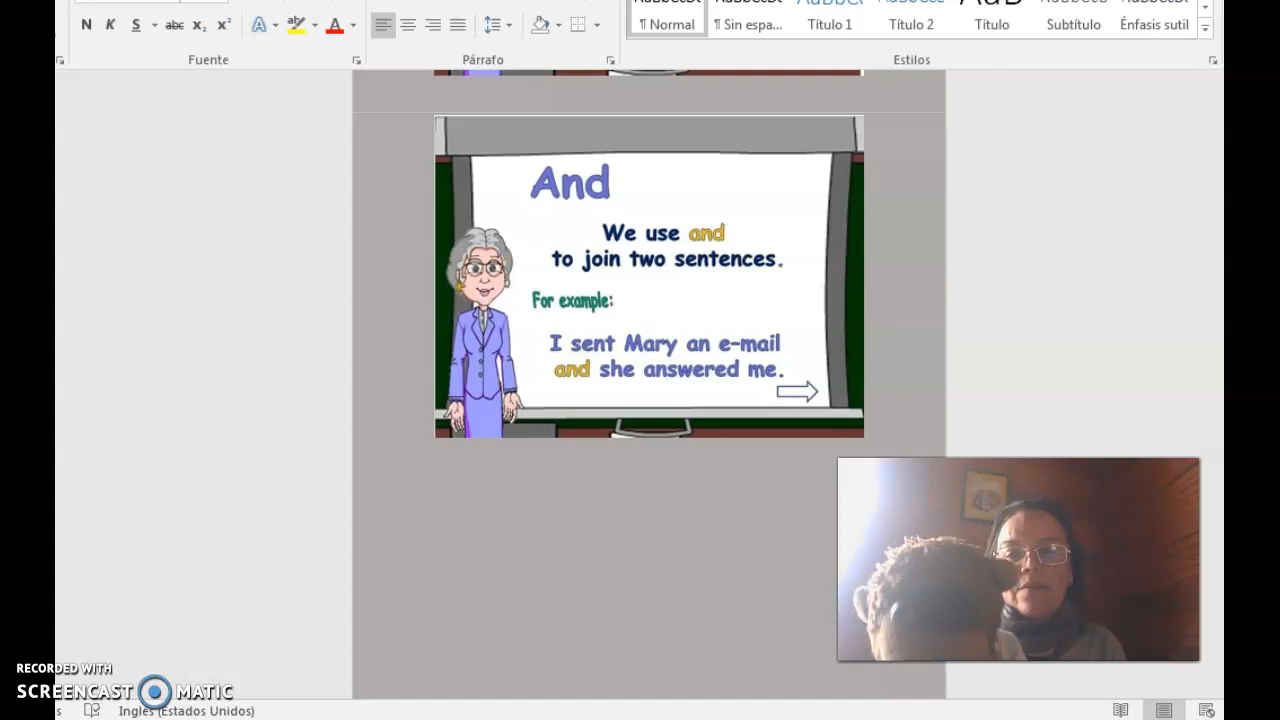 N K S abc x₂ x² A ab A
¶ Normal ¶ Sin espa... Título 1 Título 2 Título Subtítulo Énfasis sutil
Fuente Párrafo Estilos
And
We use and
to join two sentences.
For example:
I sent Mary an e-mail
and she answered me.
RECORDED WITH
SCREENCAST MATIC
Inglés (Estados Unidos)